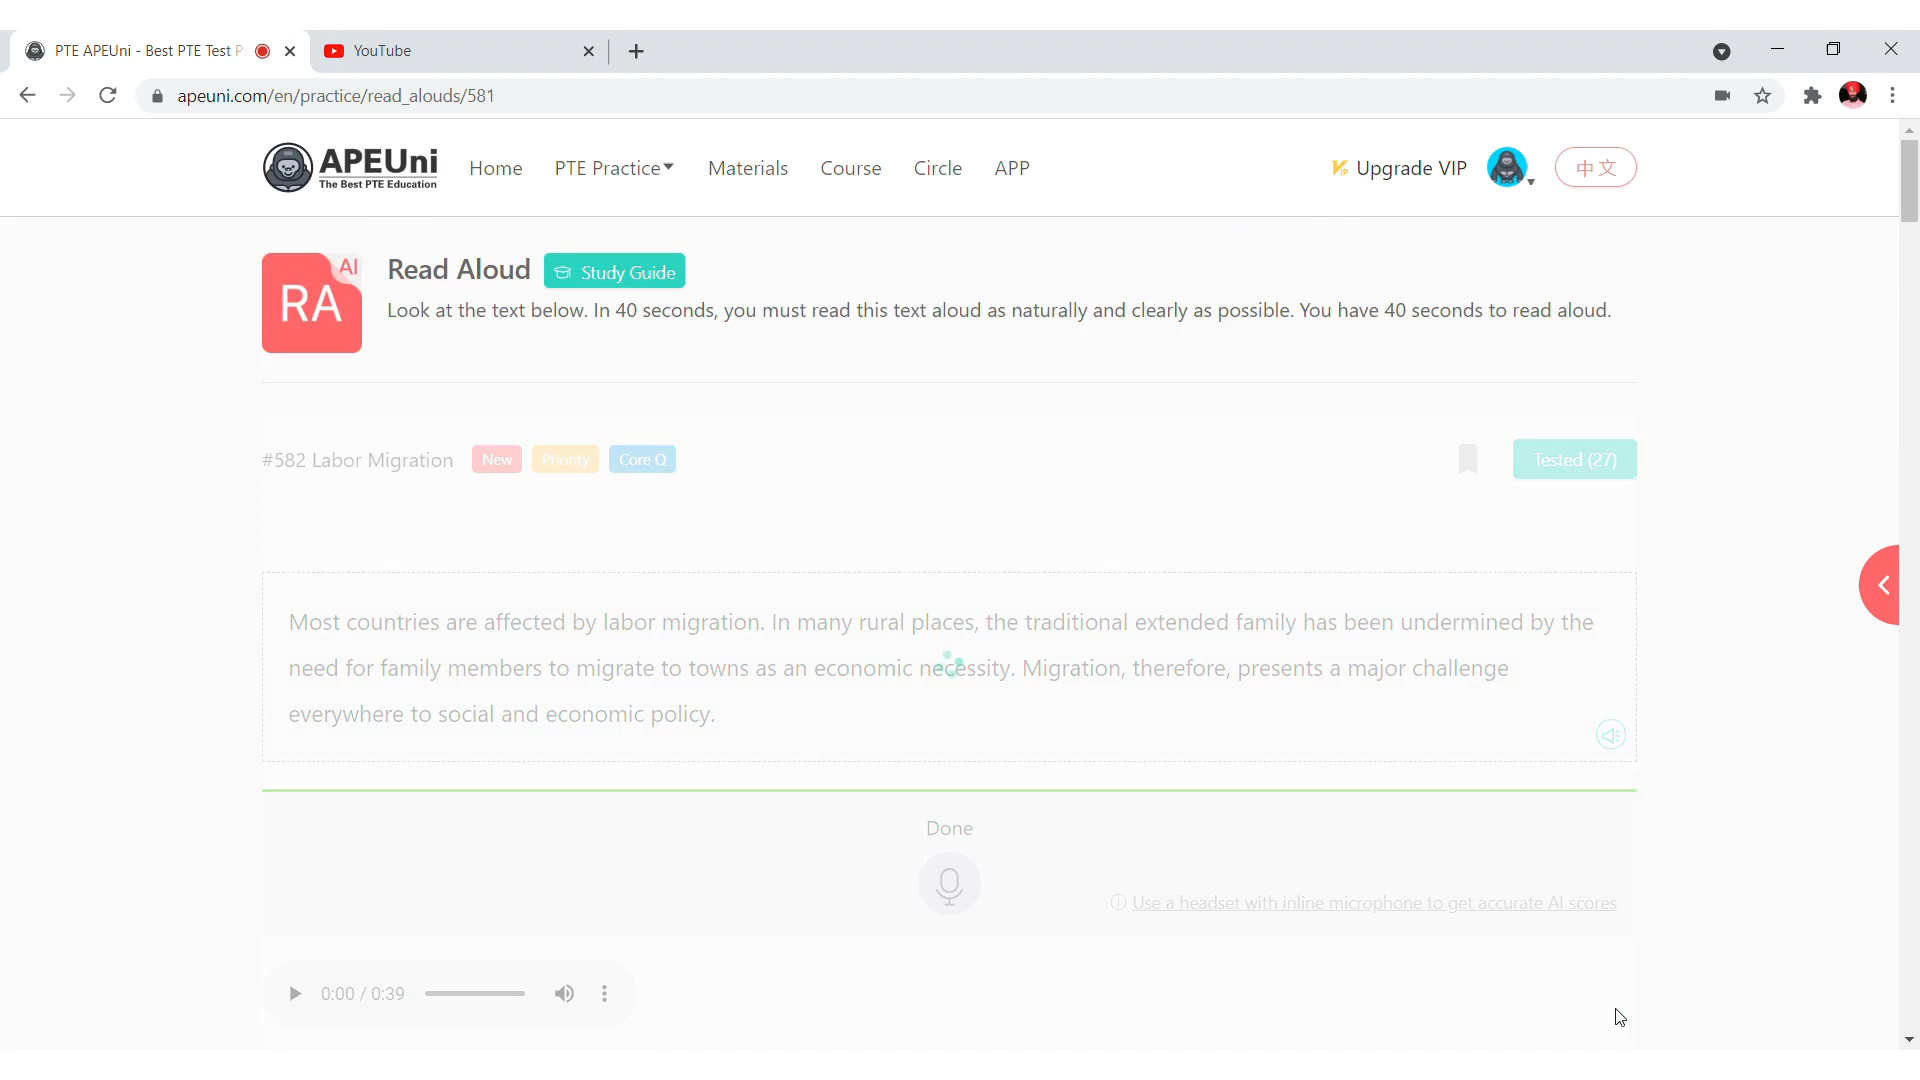 PTE APEUni - Best PTE Test P
YouTube
apeuni.com/en/practice/read_alouds/581
APEUni
The Best PTE Education
Home
PTE Practice
Materials
Course
Circle
APP
VIP Upgrade VIP
中文
RA AI
Read Aloud
Study Guide
Look at the text below. In 40 seconds, you must read this text aloud as naturally and clearly as possible. You have 40 seconds to read aloud.
#582 Labor Migration
New
Priority
Core Q
Tested (27)
Most countries are affected by labor migration. In many rural places, the traditional extended family has been undermined by the
need for family members to migrate to towns as an economic necessity. Migration, therefore, presents a major challenge
everywhere to social and economic policy.
Done
Use a headset with inline microphone to get accurate AI scores
0:00 / 0:39